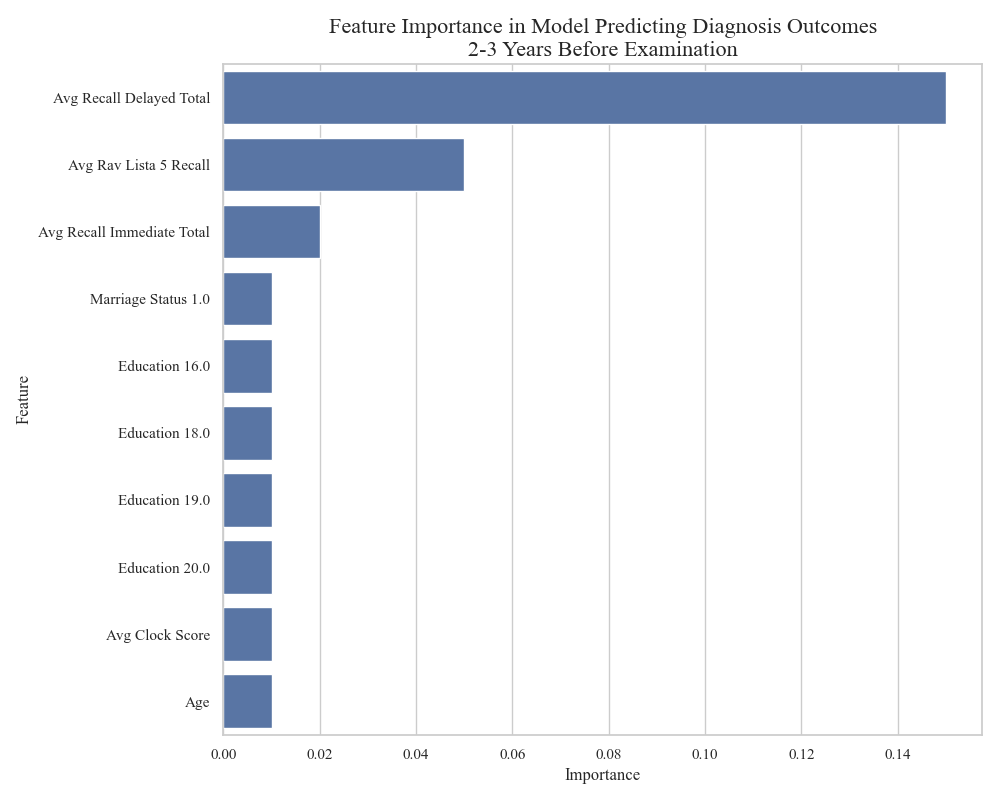 Feature Importance in Model Predicting Diagnosis Outcomes
2-3 Years Before Examination
Feature
Avg Recall Delayed Total
Avg Rav Lista 5 Recall
Avg Recall Immediate Total
Marriage Status 1.0
Education 16.0
Education 18.0
Education 19.0
Education 20.0
Avg Clock Score
Age
0.00 0.02 0.04 0.06 0.08 0.10 0.12 0.14
Importance